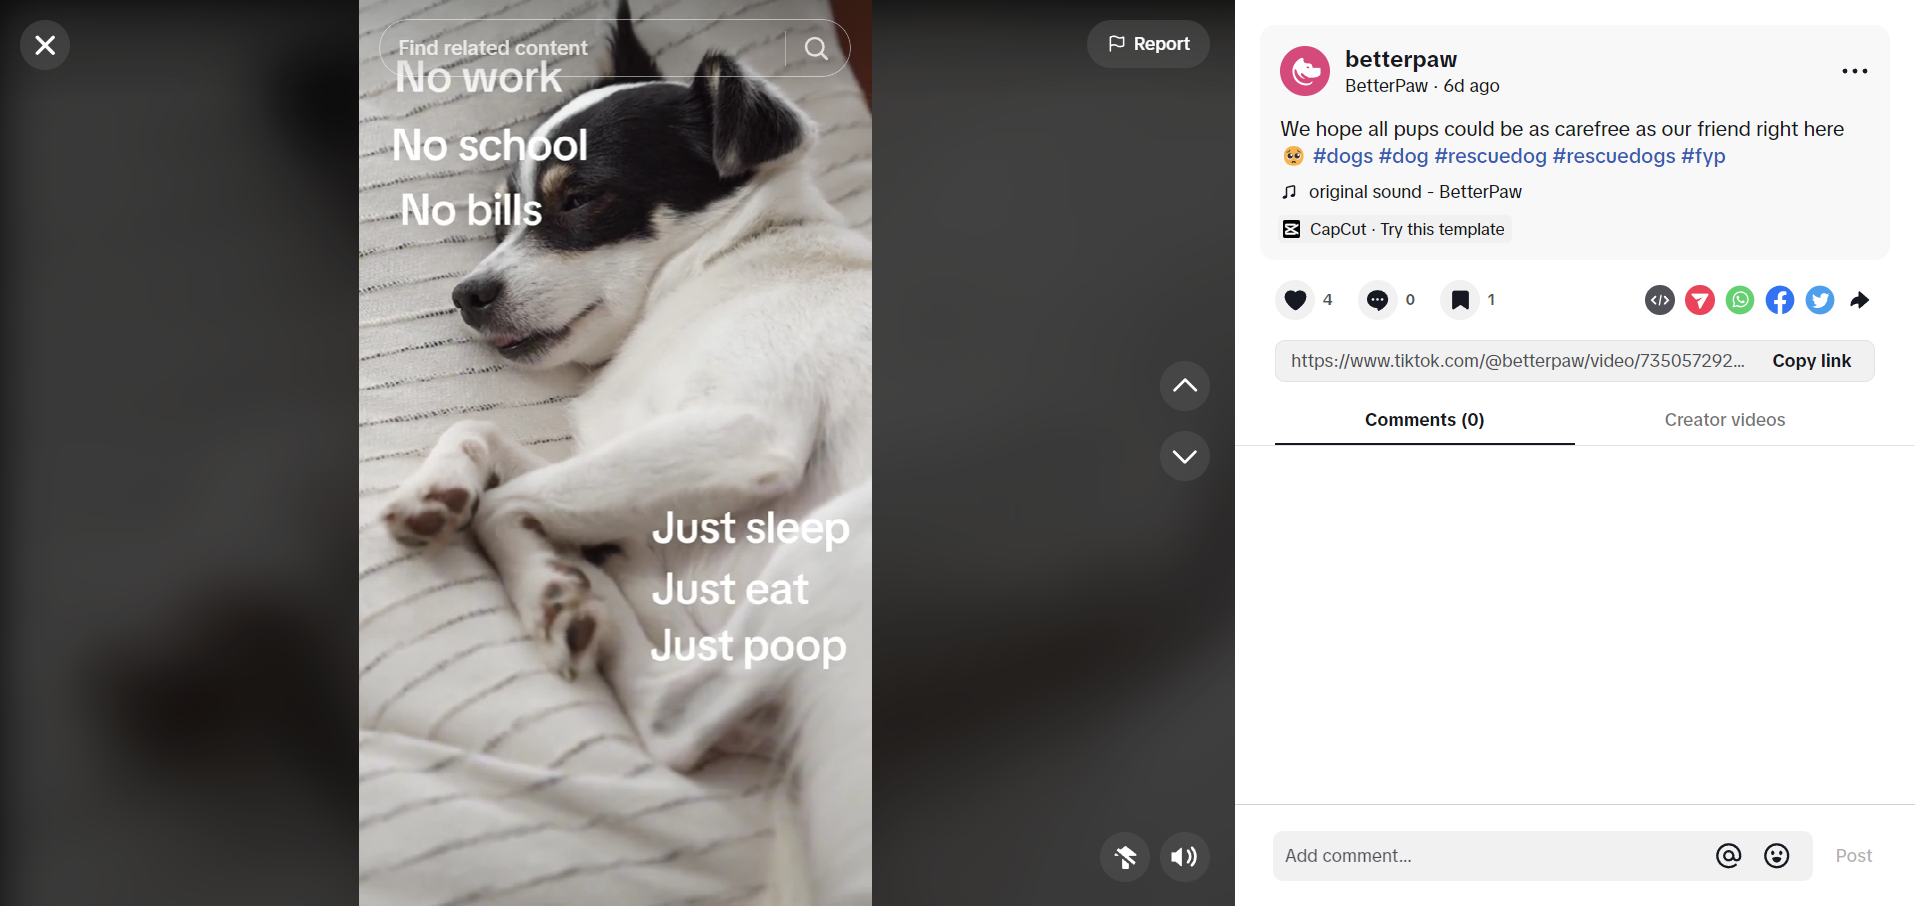 Find related content
No work
No school
No bills
Just sleep
Just eat
Just poop
Report
betterpaw
BetterPaw · 6d ago
We hope all pups could be as carefree as our friend right here
🥺 #dogs #dog #rescuedog #rescuedogs #fyp
original sound - BetterPaw
CapCut · Try this template
4
0
1
https://www.tiktok.com/@betterpaw/video/735057292...
Copy link
Comments (0)
Creator videos
Add comment...
Post